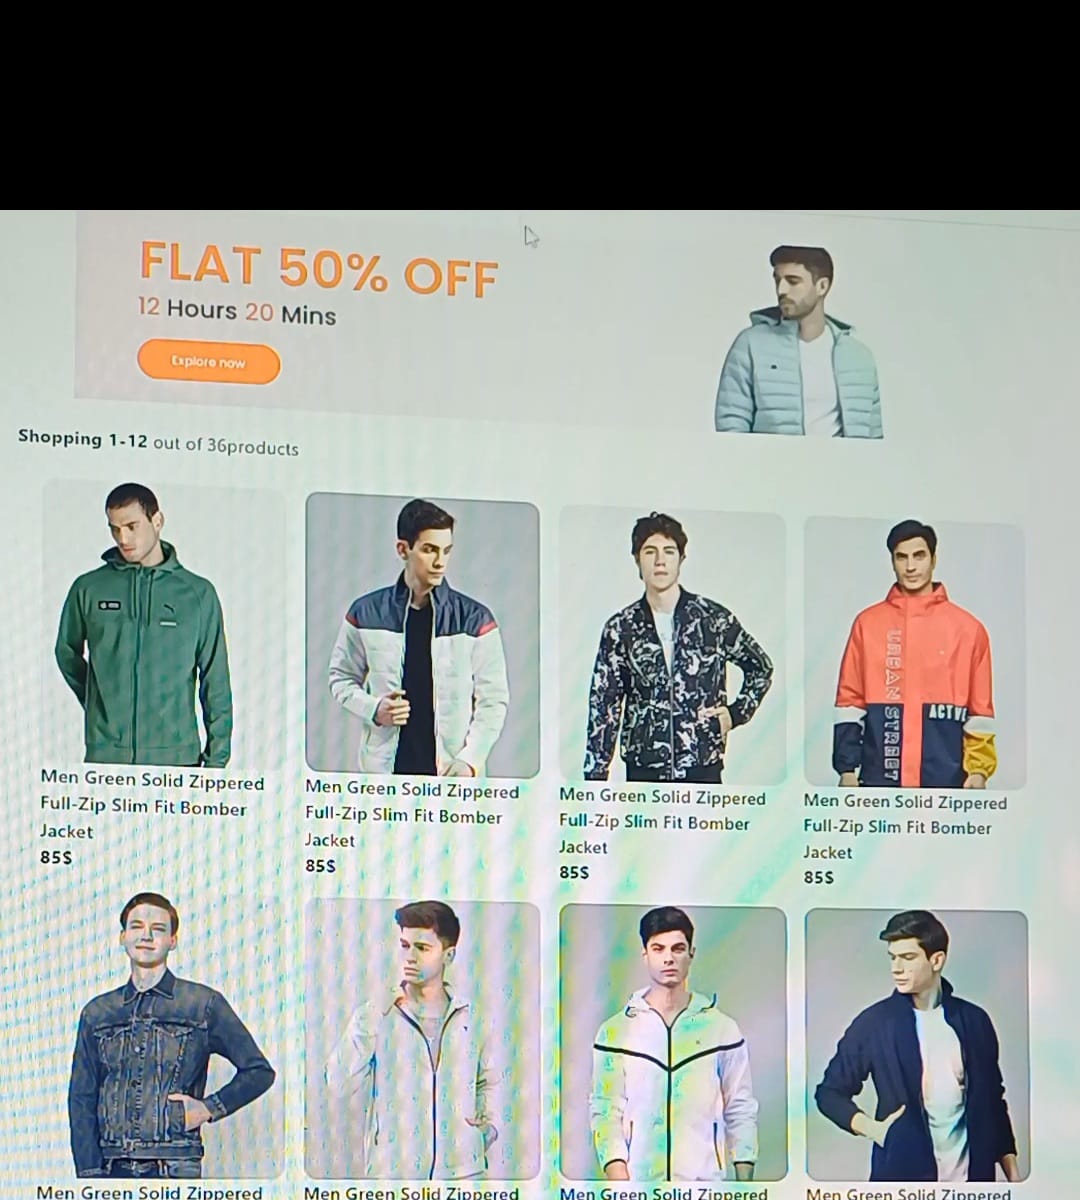 FLAT 50% OFF
12 Hours 20 Mins
Explore now
Shopping 1-12 out of 36products
URBAN STREET
ACTVE
Men Green Solid Zippered
Full-Zip Slim Fit Bomber
Jacket
85$
Men Green Solid Zippered
Full-Zip Slim Fit Bomber
Jacket
85$
Men Green Solid Zippered
Full-Zip Slim Fit Bomber
Jacket
85$
Men Green Solid Zippered
Full-Zip Slim Fit Bomber
Jacket
85$
Men Green Solid Zippered
Men Green Solid Zippered
Men Green Solid Zippered
Men Green Solid Zippered